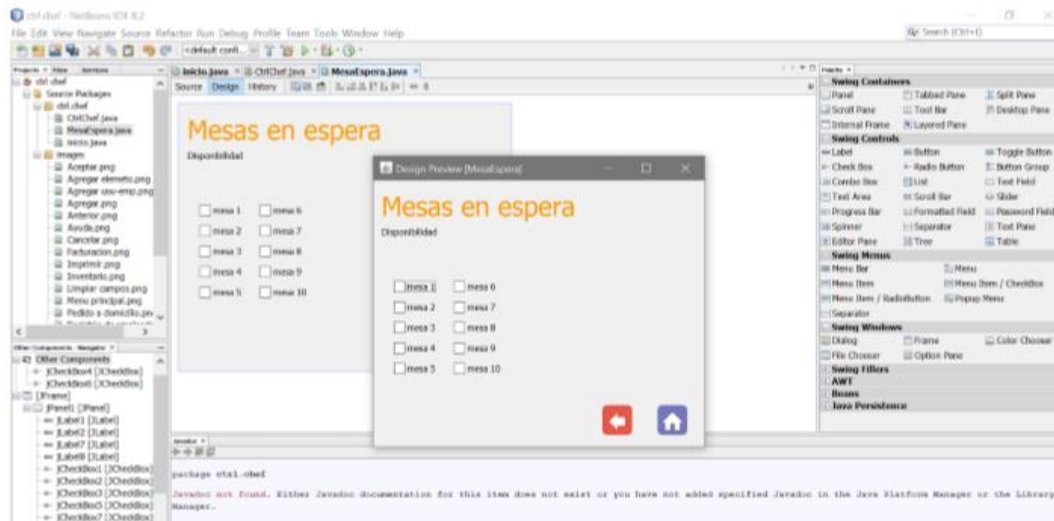 ctrl chef - NetBeans IDE 8.2
File Edit View Navigate Source Refactor Run Debug Profile Team Tools Window Help
Search (Ctrl+I)
<default confi...
Projects × Files Services
ctrl chef
Source Packages
ctrl.chef
CtrlChef.java
MesaEspera.java
Inicio.java
images
Aceptar.png
Agregar elemeto.png
Agregar usu-emp.png
Agregar.png
Anterior.png
Ayuda.png
Cancelar.png
Facturacion.png
Imprimir.png
Inventario.png
Limpiar campos.png
Menu principal.png
Pedido a domicilio.pn
Other Components - Navigator ×
Other Components
jCheckBox4 [JCheckBox]
jCheckBox6 [JCheckBox]
[JFrame]
jPanel1 [JPanel]
jLabel1 [JLabel]
jLabel2 [JLabel]
jLabel7 [JLabel]
jLabel8 [JLabel]
jCheckBox1 [JCheckBox]
jCheckBox2 [JCheckBox]
jCheckBox3 [JCheckBox]
jCheckBox5 [JCheckBox]
jCheckBox7 [JCheckBox]
Inicio.java × CtrlChef.java × MesaEspera.java ×
Source Design History
Mesas en espera
Disponibilidad
mesa 1 mesa 6
mesa 2 mesa 7
mesa 3 mesa 8
mesa 4 mesa 9
mesa 5 mesa 10
Design Preview [MesaEspera]
Mesas en espera
Disponibilidad
mesa 1 mesa 6
mesa 2 mesa 7
mesa 3 mesa 8
mesa 4 mesa 9
mesa 5 mesa 10
Palette ×
Swing Containers
Panel Tabbed Pane Split Pane
Scroll Pane Tool Bar Desktop Pane
Internal Frame Layered Pane
Swing Controls
Label Button Toggle Button
Check Box Radio Button Button Group
Combo Box List Text Field
Text Area Scroll Bar Slider
Progress Bar Formatted Field Password Field
Spinner Separator Text Pane
Editor Pane Tree Table
Swing Menus
Menu Bar Menu
Menu Item Menu Item / CheckBox
Menu Item / RadioButton Popup Menu
Separator
Swing Windows
Dialog Frame Color Chooser
File Chooser Option Pane
Swing Fillers
AWT
Beans
Java Persistence
Javadoc ×
package ctrl.chef
Javadoc not found. Either Javadoc documentation for this item does not exist or you have not added specified Javadoc in the Java Platform Manager or the Library
Manager.